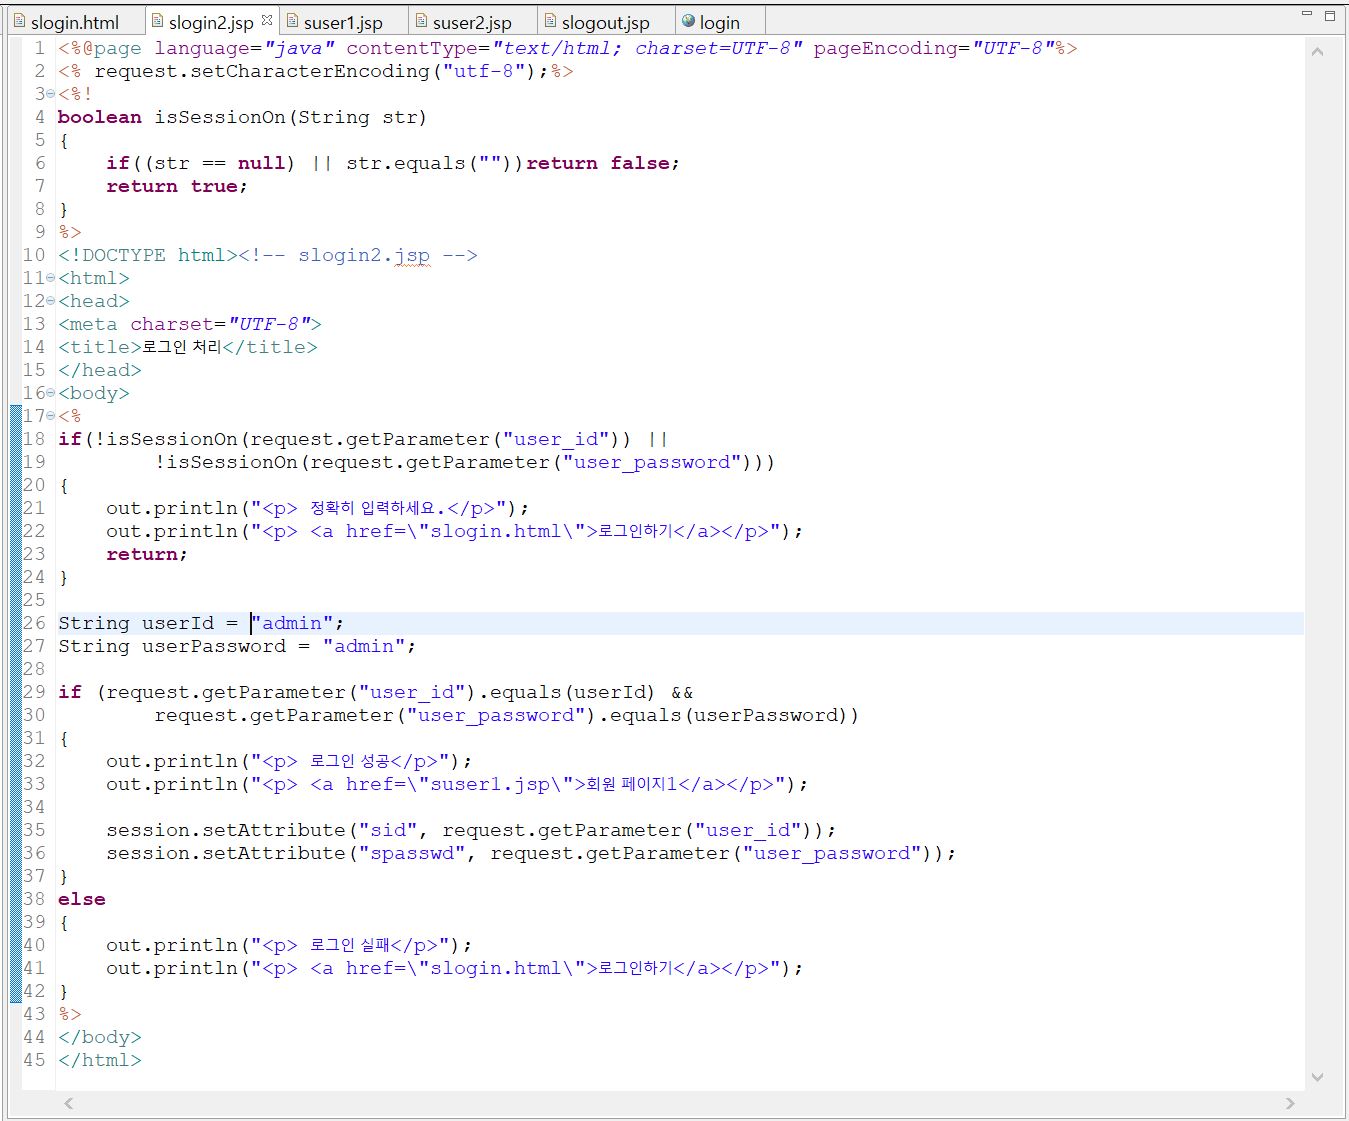 slogin.html slogin2.jsp suser1.jsp suser2.jsp slogout.jsp login
1 <%@page language="java" contentType="text/html; charset=UTF-8" pageEncoding="UTF-8"%>
2 <% request.setCharacterEncoding("utf-8");%>
3 <%!
4 boolean isSessionOn(String str)
5 {
6     if((str == null) || str.equals(""))return false;
7     return true;
8 }
9 %>
10 <!DOCTYPE html><!-- slogin2.jsp -->
11 <html>
12 <head>
13 <meta charset="UTF-8">
14 <title>로그인 처리</title>
15 </head>
16 <body>
17 <%
18 if(!isSessionOn(request.getParameter("user_id")) ||
19         !isSessionOn(request.getParameter("user_password")))
20 {
21     out.println("<p> 정확히 입력하세요.</p>");
22     out.println("<p> <a href=\"slogin.html\">로그인하기</a></p>");
23     return;
24 }
25
26 String userId = "admin";
27 String userPassword = "admin";
28
29 if (request.getParameter("user_id").equals(userId) &&
30         request.getParameter("user_password").equals(userPassword))
31 {
32     out.println("<p> 로그인 성공</p>");
33     out.println("<p> <a href=\"suser1.jsp\">회원 페이지1</a></p>");
34
35     session.setAttribute("sid", request.getParameter("user_id"));
36     session.setAttribute("spasswd", request.getParameter("user_password"));
37 }
38 else
39 {
40     out.println("<p> 로그인 실패</p>");
41     out.println("<p> <a href=\"slogin.html\">로그인하기</a></p>");
42 }
43 %>
44 </body>
45 </html>